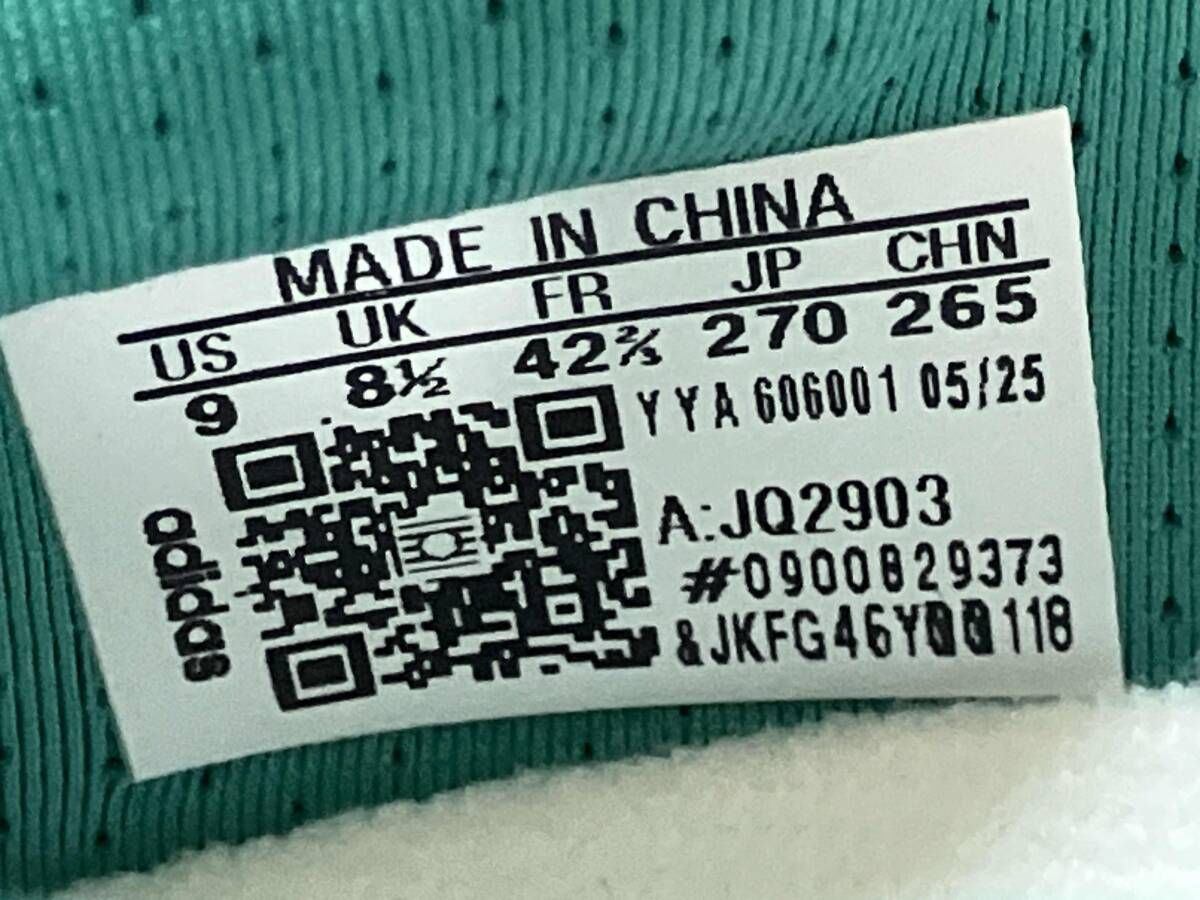 MADE IN CHINA
US UK FR JP CHN
9 8½ 42⅔ 270 265
YYA 606001 05/25
A:JQ2903
#0900829373
&JKFG46Y00118
adidas